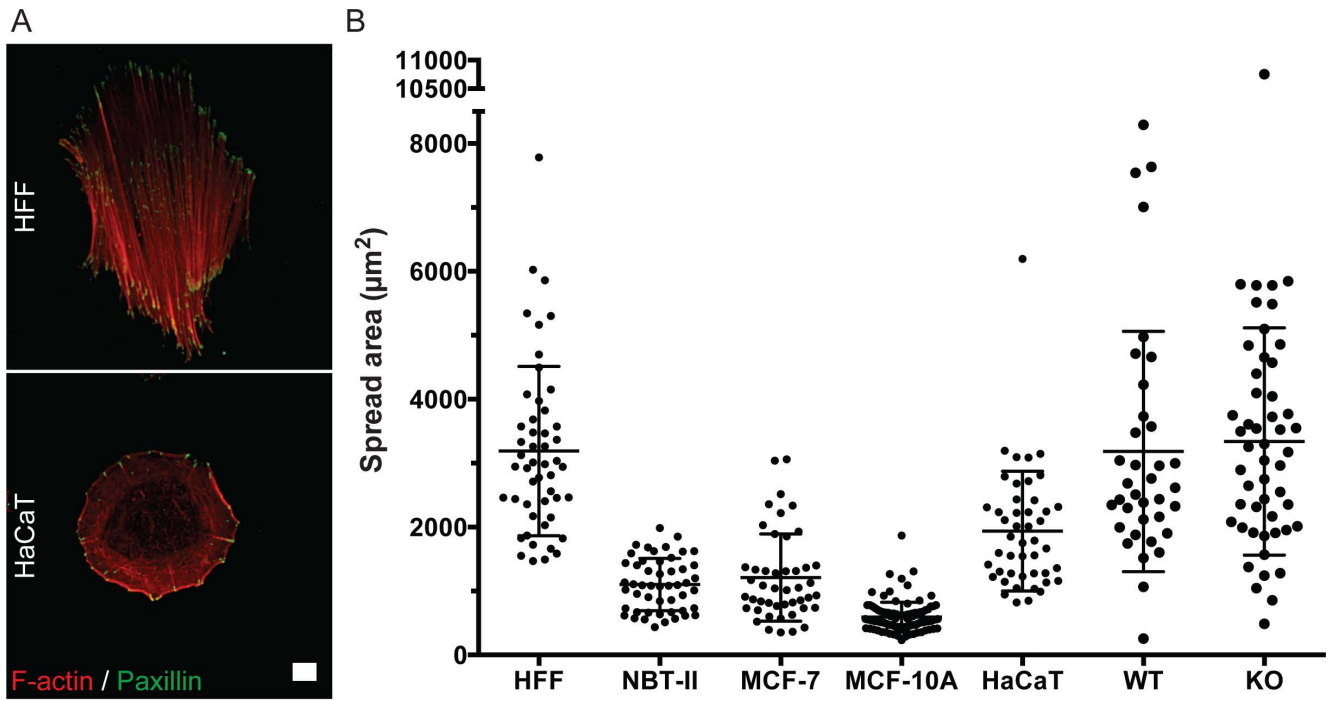 A
HFF
HaCaT
F-actin / Paxillin
B
Spread area (µm²)
11000
10500
8000
6000
4000
2000
0
HFF NBT-II MCF-7 MCF-10A HaCaT WT KO